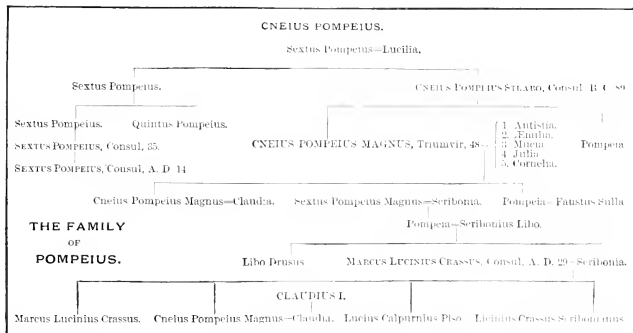 CNEIUS POMPEIUS.
Sextus Pompeius=Lucilia.
Sextus Pompeius. CNEIUS POMPEIUS STRABO, Consul B. C. 89
Sextus Pompeius. Quintus Pompeius.
1 Antistia.
2. Æmilia.
SEXTUS POMPEIUS, Consul, 35. CNEIUS POMPEIUS MAGNUS, Triumvir, 48= 3 Mucia Pompeia
4 Julia
SEXTUS POMPEIUS, Consul, A. D 14 5. Cornelia.
Cneius Pompeius Magnus=Claudia. Sextus Pompeius Magnus=Scribonia. Pompeia=Faustus Sulla
THE FAMILY
OF
POMPEIUS.
Pompeia=Scribonius Libo.
Libo Drusus MARCUS LUCINIUS CRASSUS, Consul, A. D. 29=Scribonia.
CLAUDIUS I.
Marcus Lucinius Crassus. Cneius Pompeius Magnus=Claudia. Lucius Calpurnius Piso Licinius Crassus Scribonianus